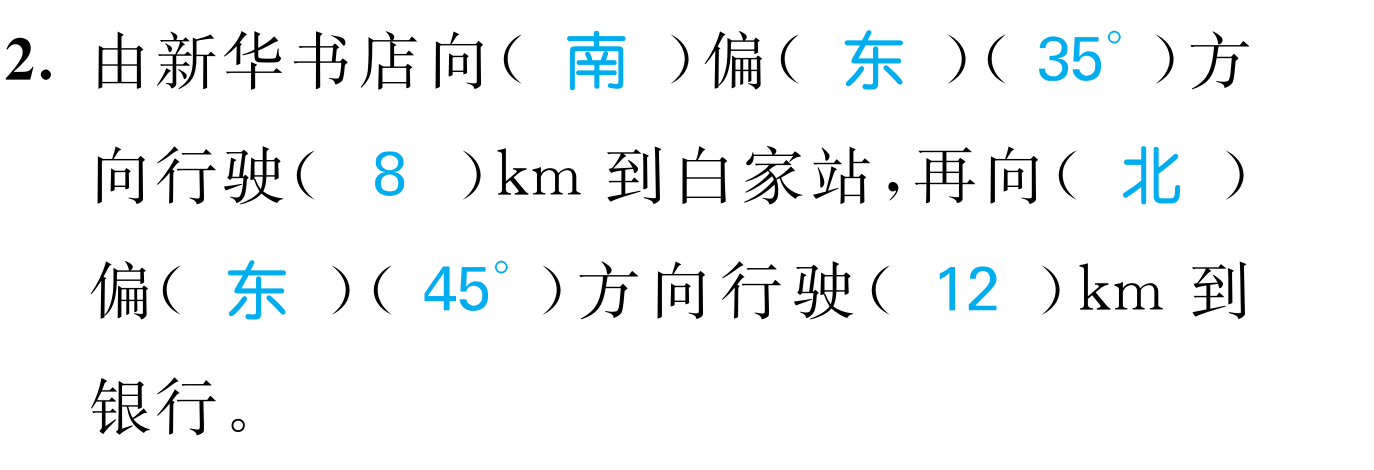 2. 由新华书店向( 南 )偏( 东 )( 35° )方
向行驶( 8 )km 到白家站,再向( 北 )
偏( 东 )( 45° )方向行驶( 12 )km 到
银行。